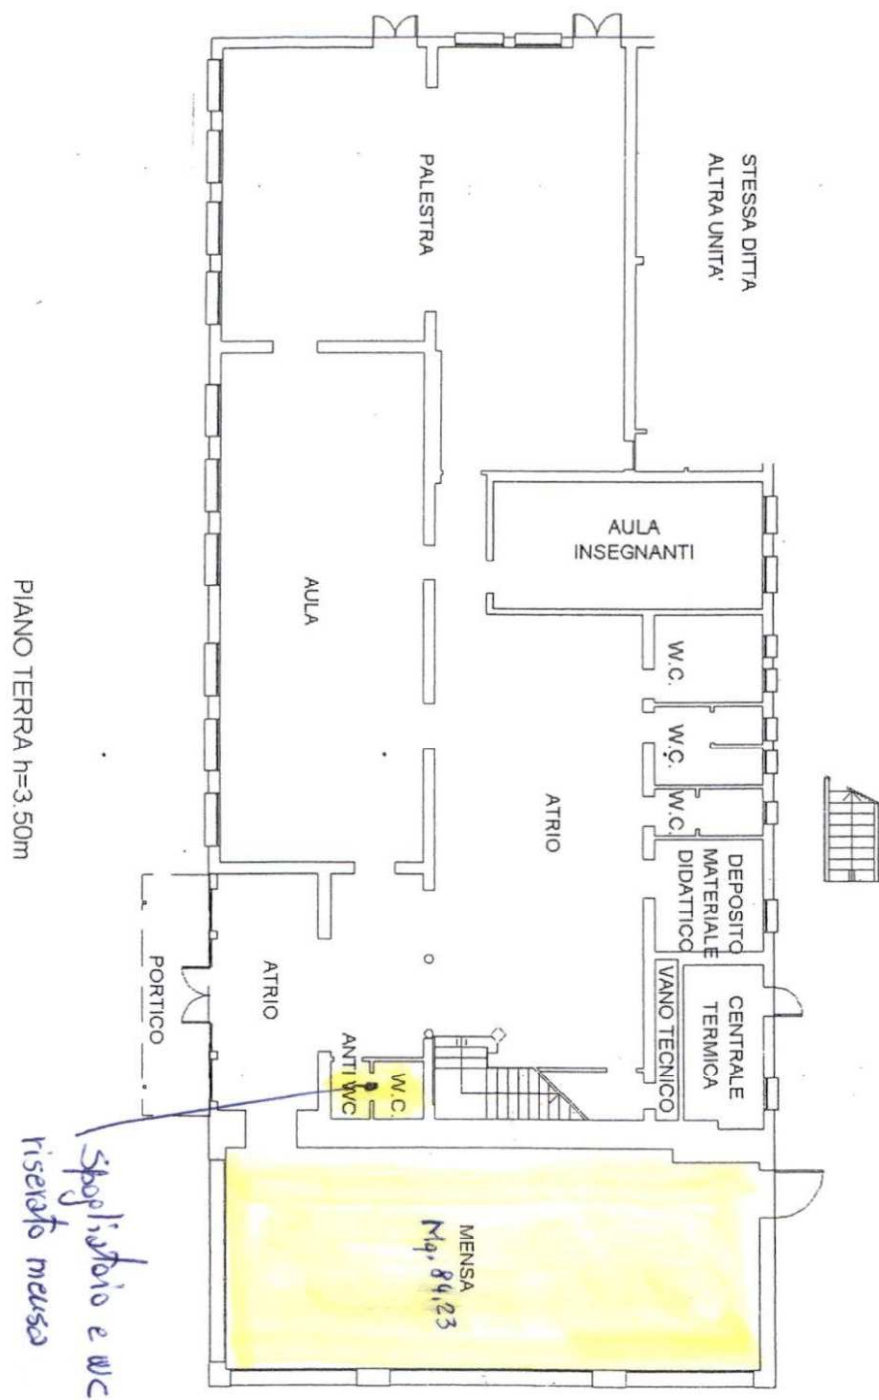 STESSA DITTA
ALTRA UNITA'
PALESTRA
AULA
INSEGNANTI
AULA
W.C.
W.C.
W.C.
ATRIO
DEPOSITO
MATERIALE
DIDATTICO
CENTRALE
TERMICA
VANO TECNICO
ATRIO
PORTICO
W.C.
ANTI WC
MENSA
Mq. 84,23
Spogliatoio e WC
riservato mensa
PIANO TERRA h=3.50m